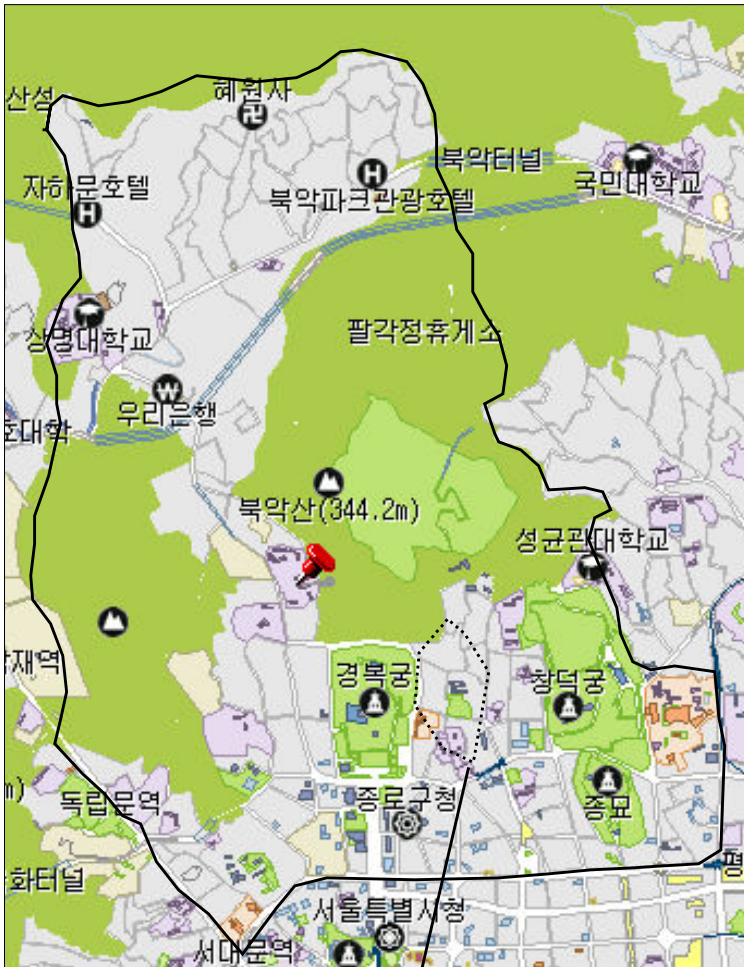 산성
혜원사
북악터널
국민대학교
자하문호텔
북악파크관광호텔
팔각정휴게소
상명대학교
우리은행
호대학
북악산(344.2m)
성균관대학교
재역
경복궁
창덕궁
m)
독립문역
종로구청
종묘
화터널
평
서울특별시청
서대문역